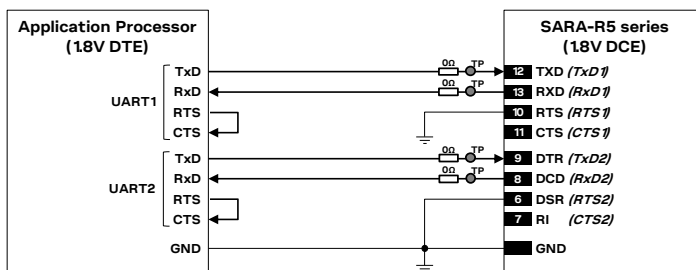 Application Processor
(1.8V DTE)
SARA-R5 series
(1.8V DCE)
UART1
TxD
0Ω
TP
12
TXD (TxD1)
RxD
0Ω
TP
13
RXD (RxD1)
RTS
10
RTS (RTS1)
CTS
11
CTS (CTS1)
UART2
TxD
0Ω
TP
9
DTR (TxD2)
RxD
0Ω
TP
8
DCD (RxD2)
RTS
6
DSR (RTS2)
CTS
7
RI (CTS2)
GND
GND